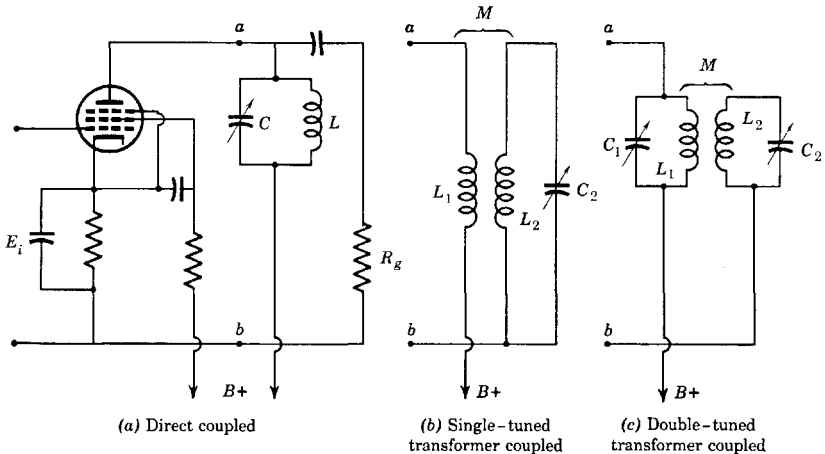 a
C
L
E_i
R_g
b
B+
(a) Direct coupled
M
a
L_1
L_2
C_2
b
B+
(b) Single-tuned
transformer coupled
a
M
C_1
L_1
L_2
C_2
b
B+
(c) Double-tuned
transformer coupled